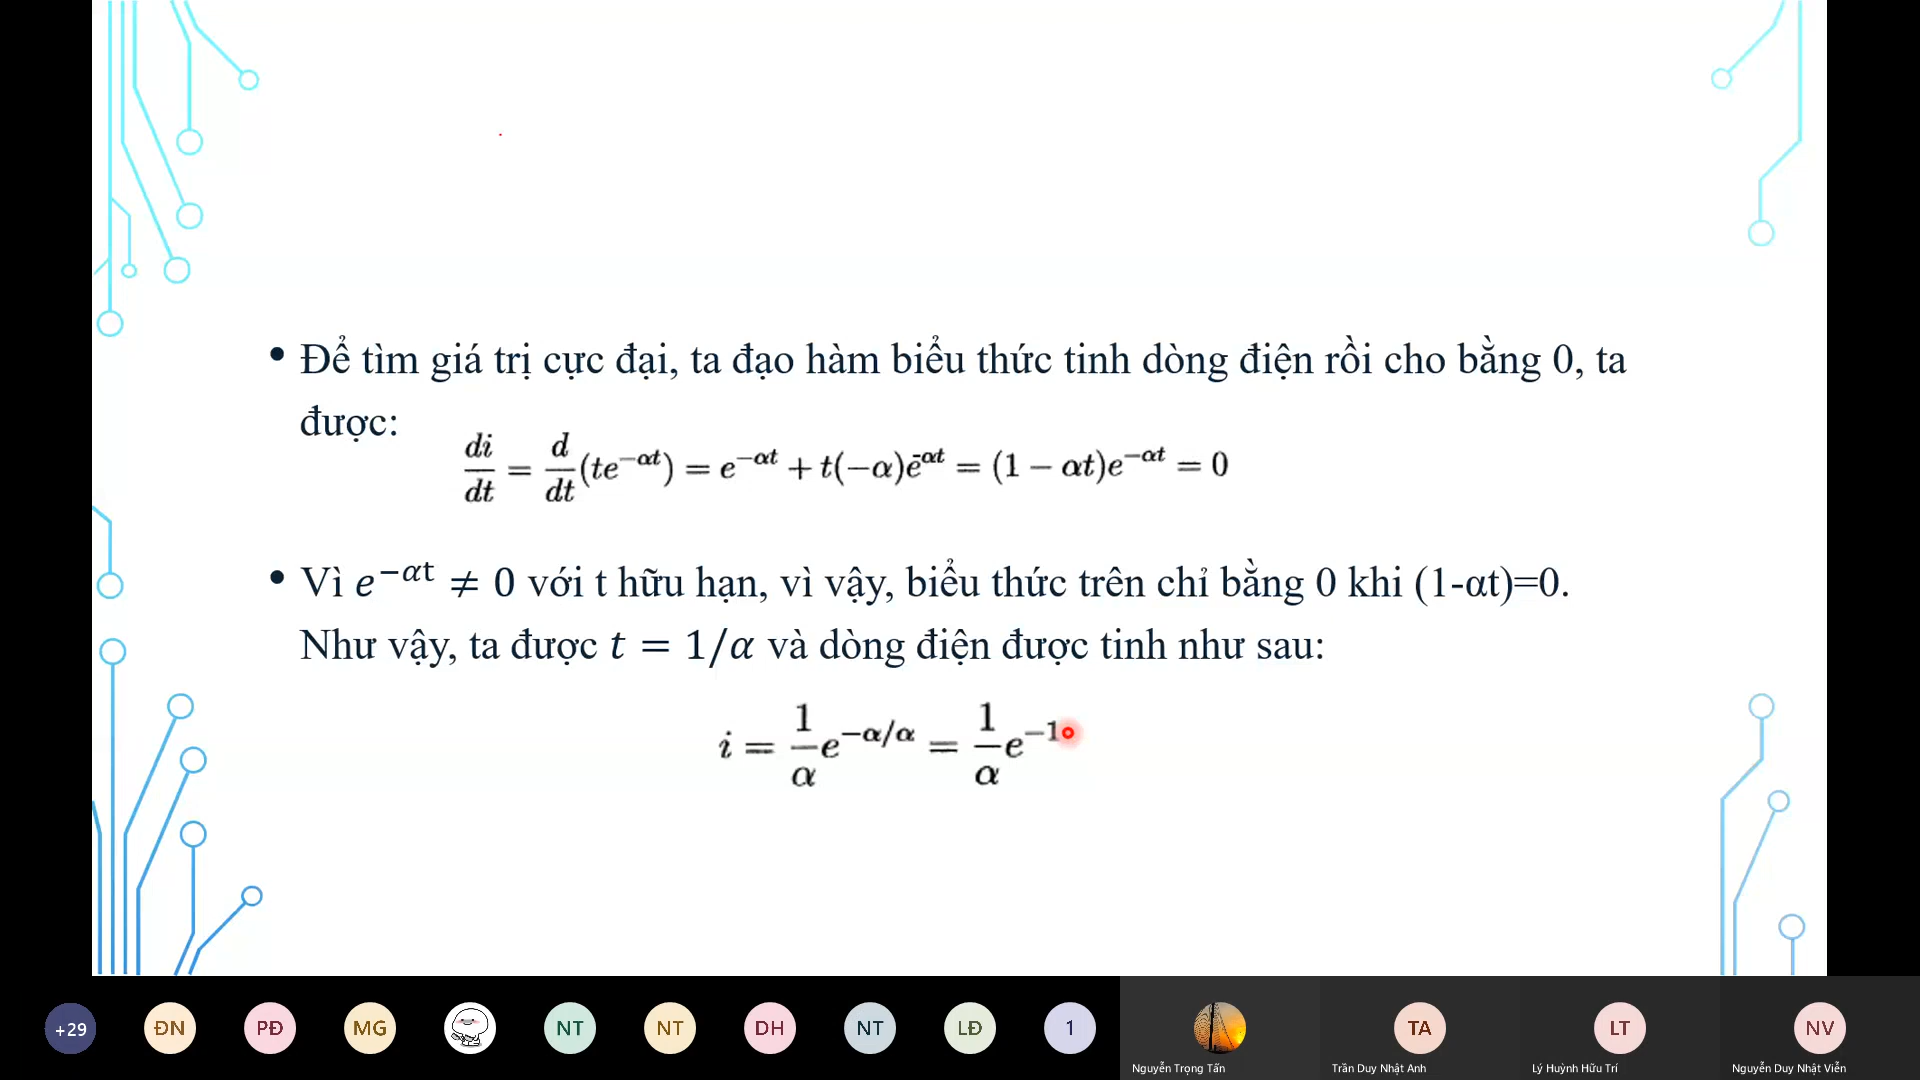 • Để tìm giá trị cực đại, ta đạo hàm biểu thức tinh dòng điện rồi cho bằng 0, ta
được:
di/dt = d/dt (te^{-αt}) = e^{-αt} + t(-α)e^{-αt} = (1 - αt)e^{-αt} = 0
• Vì e^{-αt} ≠ 0 với t hữu hạn, vì vậy, biểu thức trên chỉ bằng 0 khi (1-αt)=0.
Như vậy, ta được t = 1/α và dòng điện được tinh như sau:
i = 1/α e^{-α/α} = 1/α e^{-1}
+29 ĐN PĐ MG NT NT DH NT LĐ 1 TA LT NV
Nguyễn Trọng Tấn Trần Duy Nhật Anh Lý Huỳnh Hữu Trí Nguyễn Duy Nhật Viễn